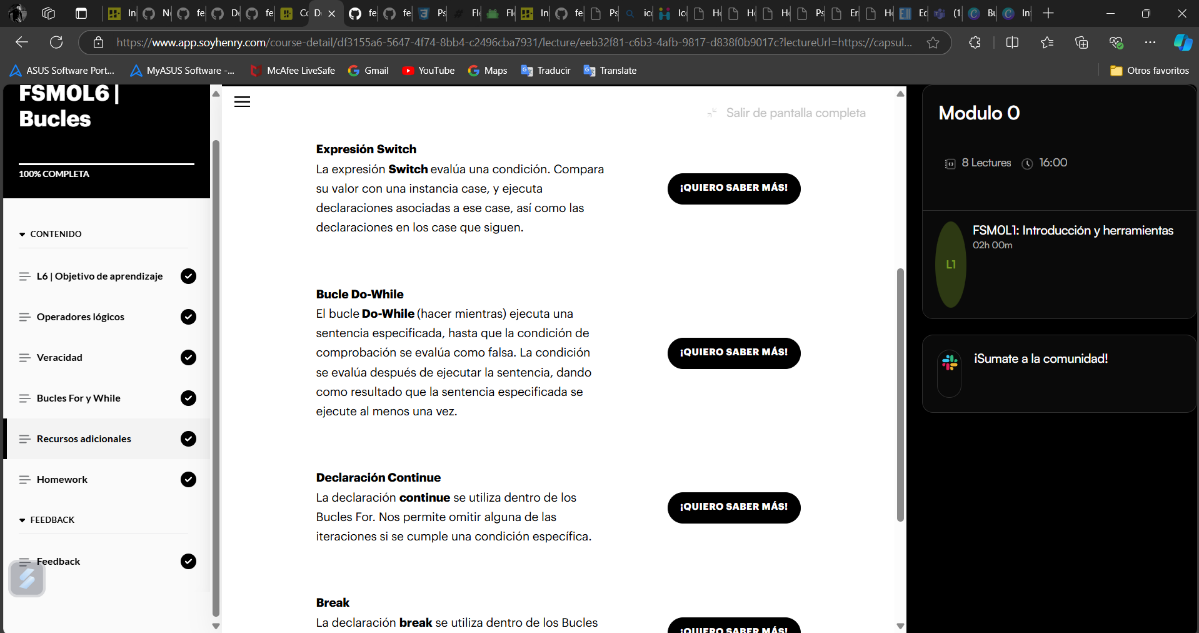 https://www.app.soyhenry.com/course-detail/df3155a6-5647-4f74-8bb4-c2496cba7931/lecture/eeb32f81-c6b3-4afb-9817-d838f0b9017c?lectureUrl=https://capsul...
ASUS Software Port...
MyASUS Software -...
McAfee LiveSafe
Gmail
YouTube
Maps
Traducir
Translate
Otros favoritos
FSM0L6 |
Bucles
100% COMPLETA
CONTENIDO
L6 | Objetivo de aprendizaje
Operadores lógicos
Veracidad
Bucles For y While
Recursos adicionales
Homework
FEEDBACK
Feedback
Salir de pantalla completa
Expresión Switch
La expresión Switch evalúa una condición. Compara
su valor con una instancia case, y ejecuta
declaraciones asociadas a ese case, así como las
declaraciones en los case que siguen.
¡QUIERO SABER MÁS!
Bucle Do-While
El bucle Do-While (hacer mientras) ejecuta una
sentencia especificada, hasta que la condición de
comprobación se evalúa como falsa. La condición
se evalúa después de ejecutar la sentencia, dando
como resultado que la sentencia especificada se
ejecute al menos una vez.
¡QUIERO SABER MÁS!
Declaración Continue
La declaración continue se utiliza dentro de los
Bucles For. Nos permite omitir alguna de las
iteraciones si se cumple una condición específica.
¡QUIERO SABER MÁS!
Break
La declaración break se utiliza dentro de los Bucles
¡QUIERO SABER MÁS!
Modulo 0
8 Lectures
16:00
L1
FSM0L1: Introducción y herramientas
02h 00m
¡Sumate a la comunidad!